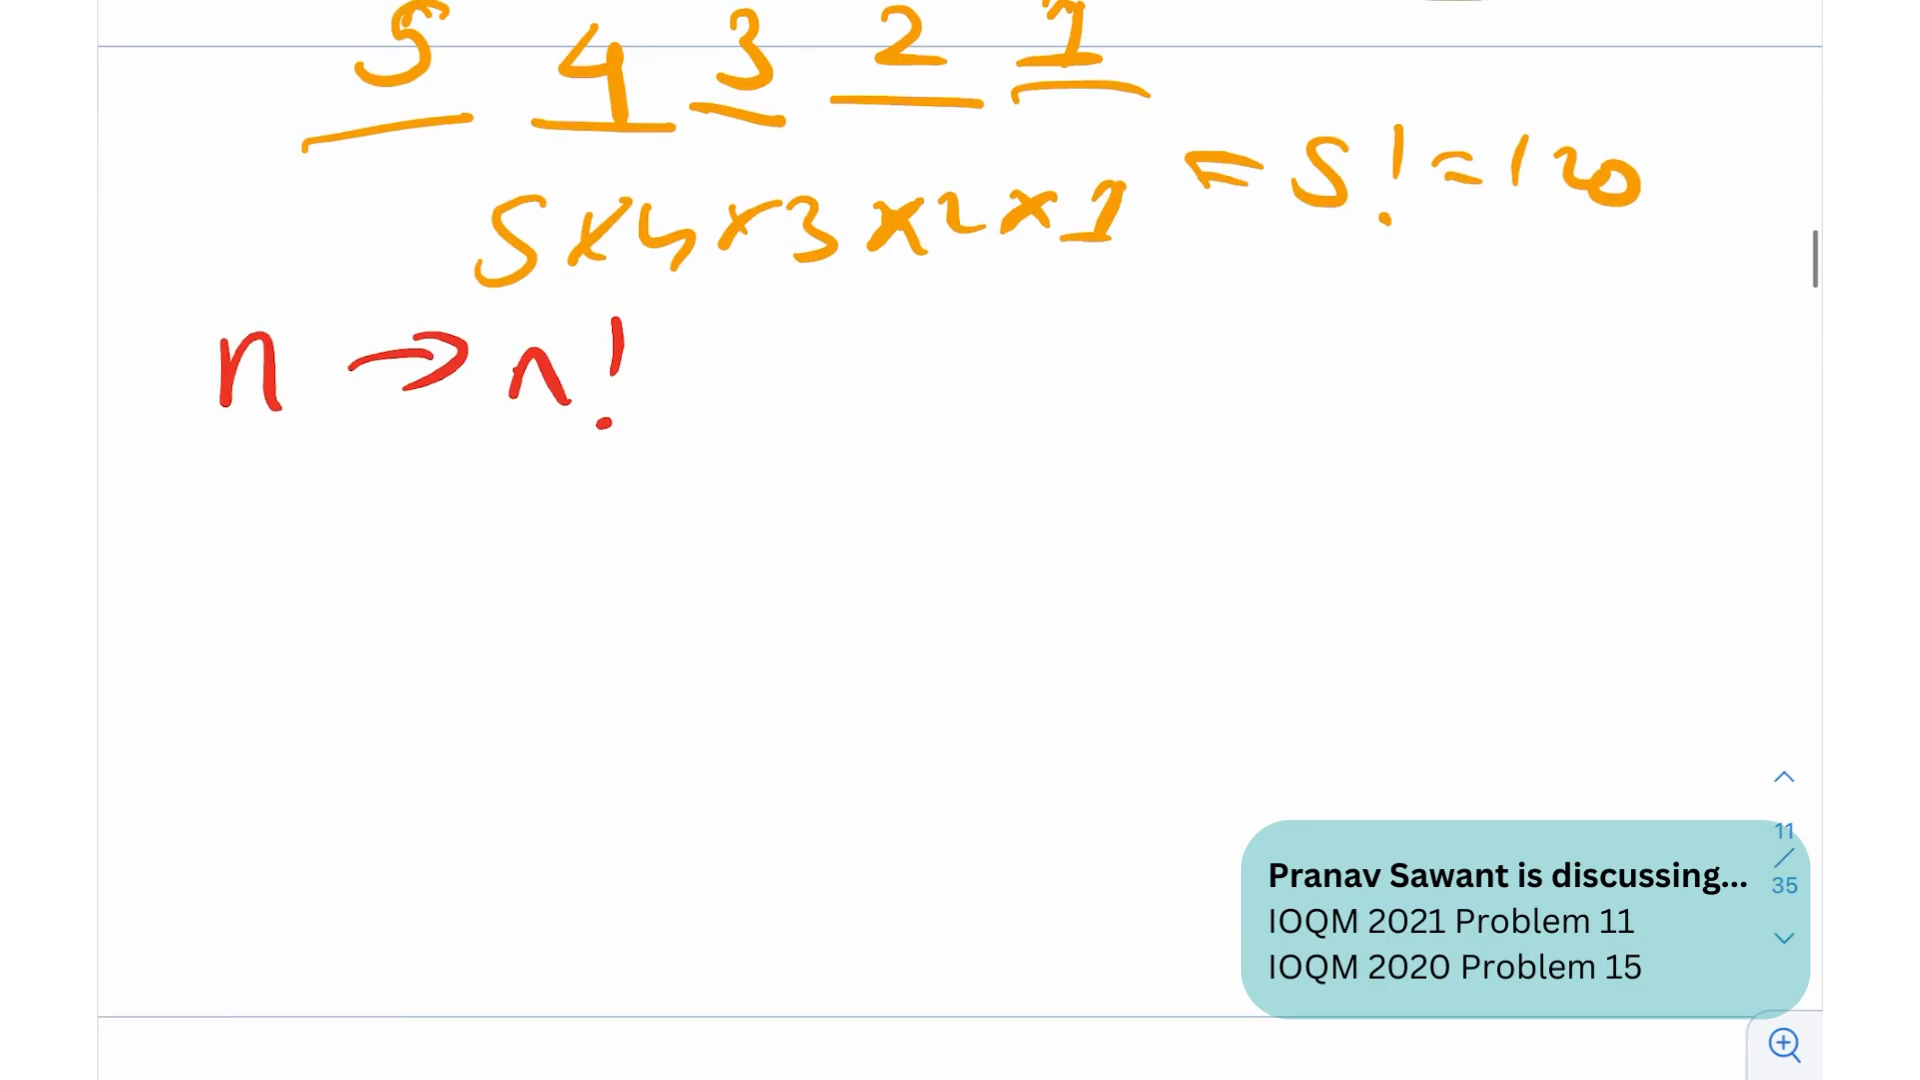 5 4 3 2 1
5 x 4 x 3 x 2 x 1 = 5! = 120
n → n!
11
/
35
Pranav Sawant is discussing...
IOQM 2021 Problem 11
IOQM 2020 Problem 15